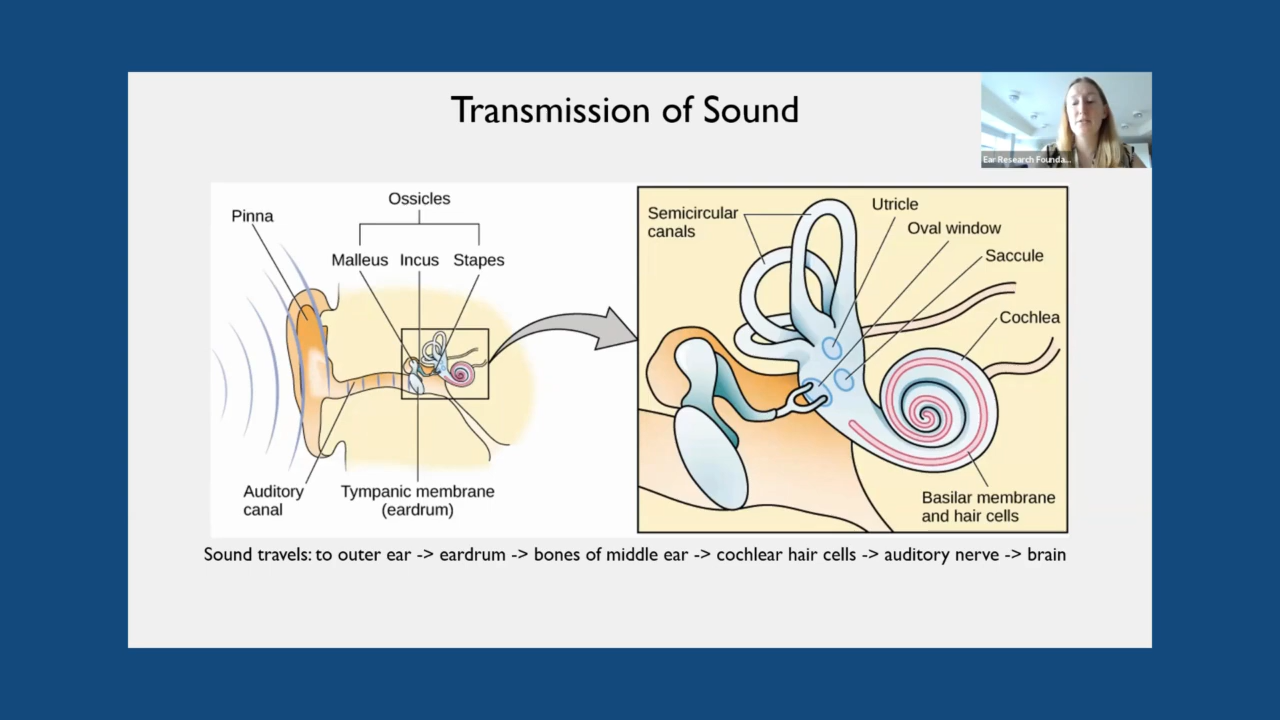 Transmission of Sound
Ear Research Founda...
Ossicles
Pinna
Malleus Incus Stapes
Auditory
canal
Tympanic membrane
(eardrum)
Semicircular
canals
Utricle
Oval window
Saccule
Cochlea
Basilar membrane
and hair cells
Sound travels: to outer ear -> eardrum -> bones of middle ear -> cochlear hair cells -> auditory nerve -> brain